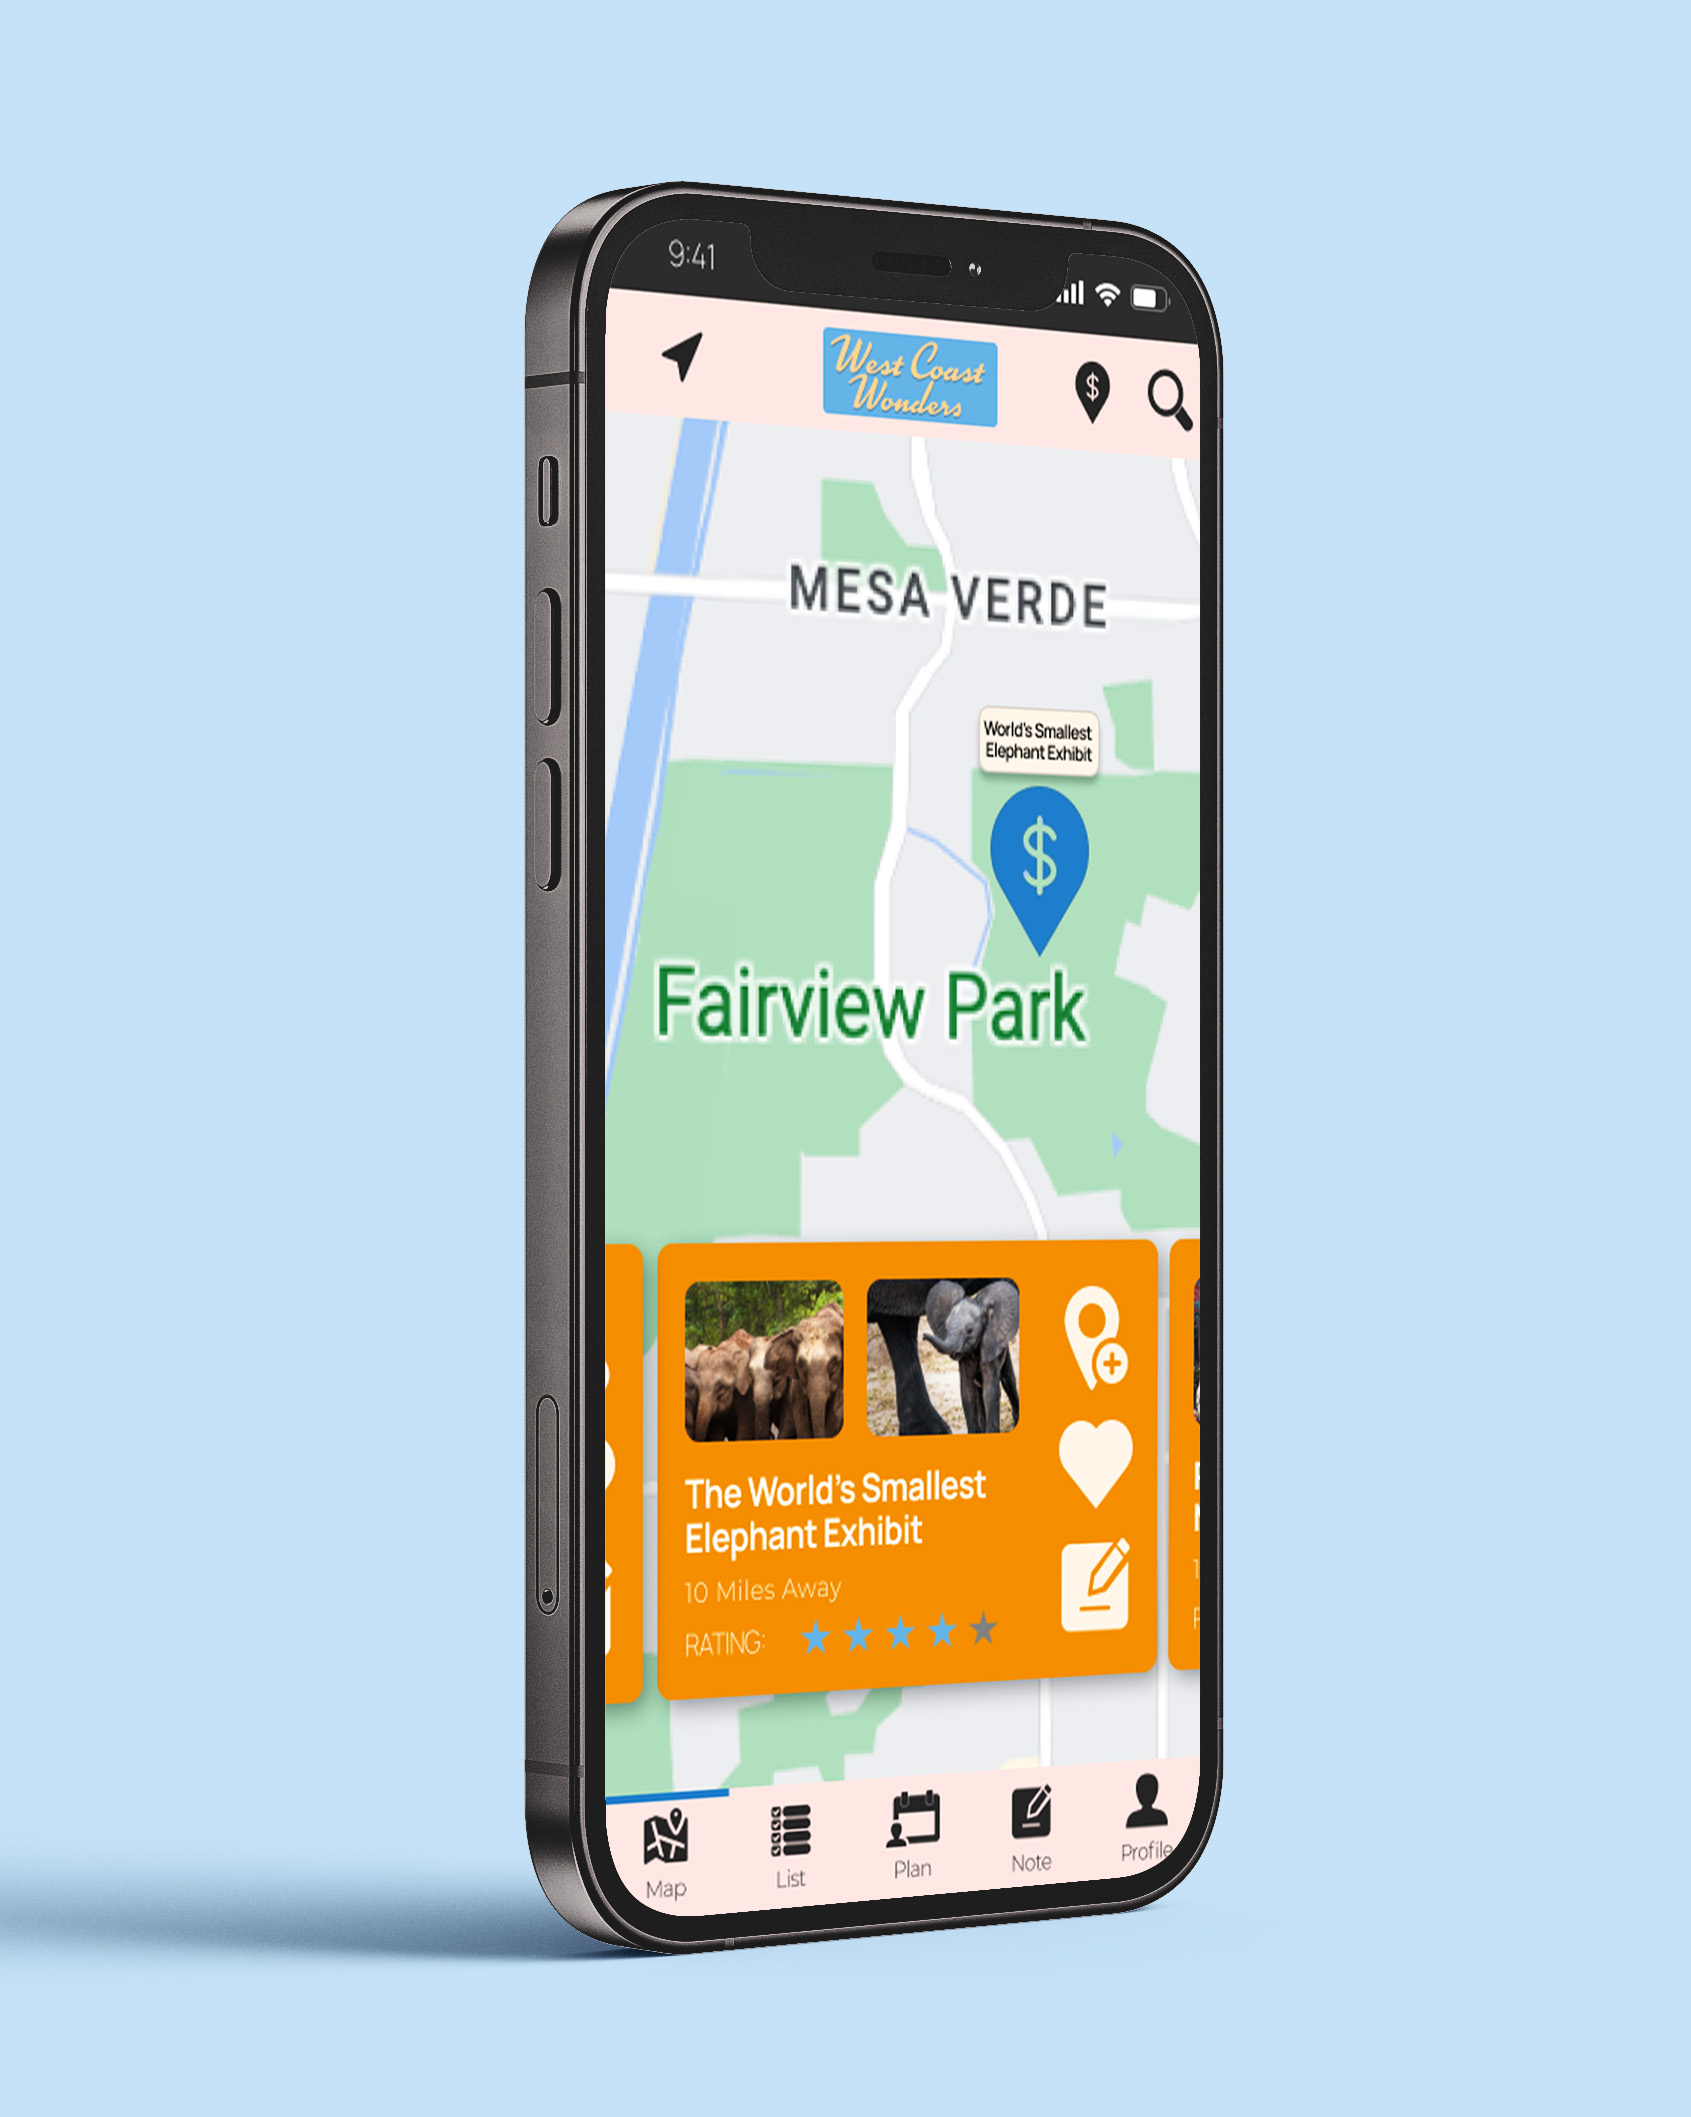 9:41
West Coast
Wonders
$
MESA VERDE
World's Smallest
Elephant Exhibit
$
Fairview Park
The World's Smallest
Elephant Exhibit
10 Miles Away
RATING:
Map
List
Plan
Note
Profile